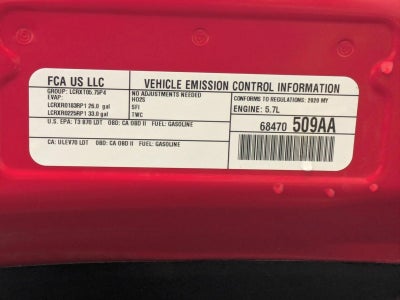 FCA US LLC
VEHICLE EMISSION CONTROL INFORMATION
GROUP: LCRXT05.75P4
EVAP:
LCRXR0183RP1 26.0 gal
LCRXR0225RP1 33.0 gal
NO ADJUSTMENTS NEEDED
HO2S
SFI
TWC
CONFORMS TO REGULATIONS: 2020 MY
ENGINE: 5.7L
68470 509AA
U.S. EPA: T3 B70 LDT OBD: CA OBD II FUEL: GASOLINE
CA: ULEV70 LDT OBD: CA OBD II FUEL: GASOLINE